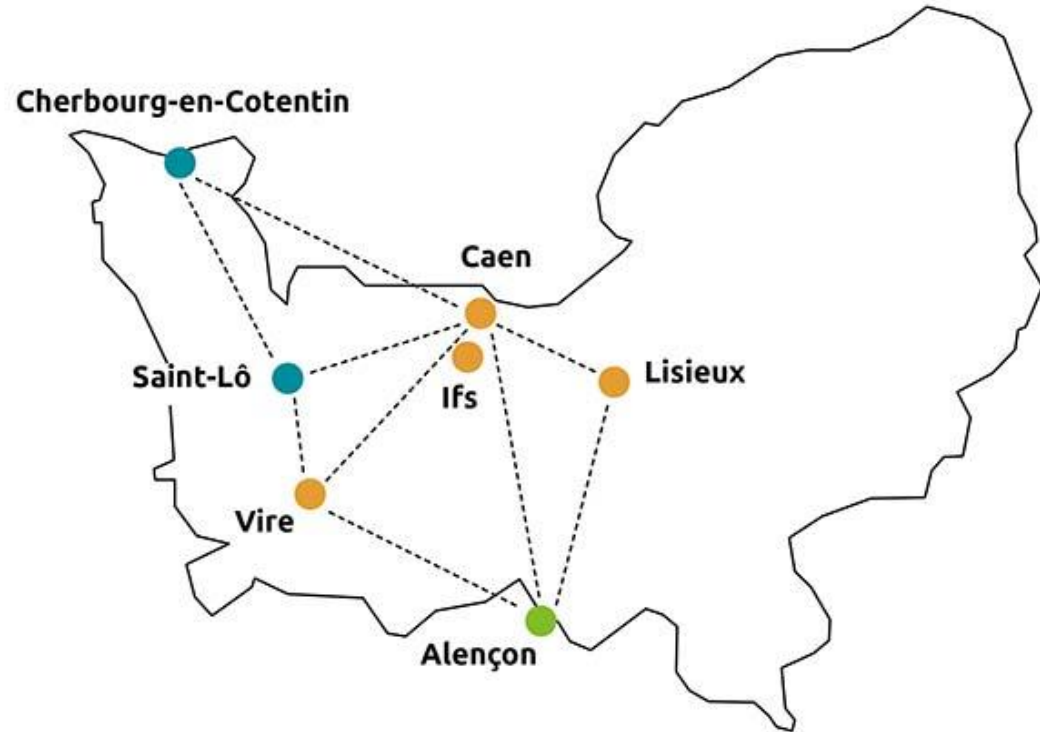 Cherbourg-en-Cotentin
Caen
Saint-Lô
Ifs
Lisieux
Vire
Alençon